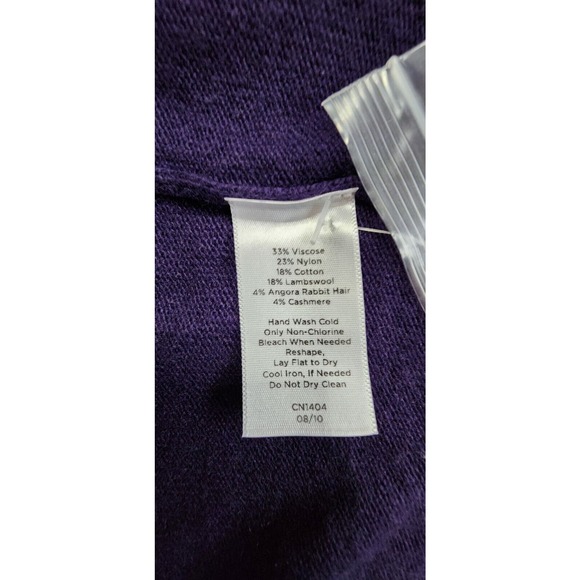 33% Viscose
23% Nylon
18% Cotton
18% Lambswool
4% Angora Rabbit Hair
4% Cashmere
Hand Wash Cold
Only Non-Chlorine
Bleach When Needed
Reshape,
Lay Flat to Dry
Cool Iron, If Needed
Do Not Dry Clean
CN1404
08/10